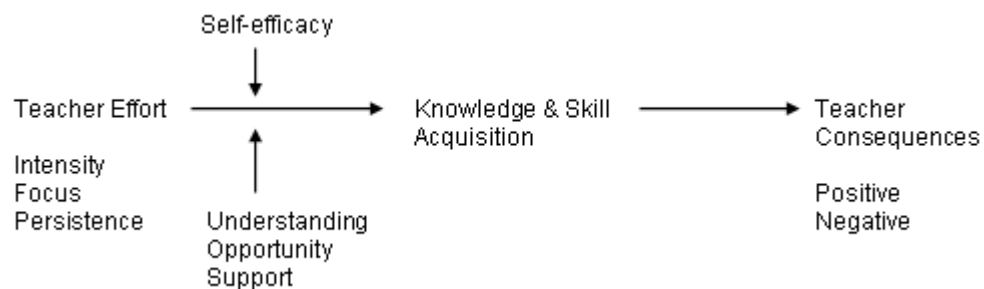 Self-efficacy
Teacher Effort
Knowledge & Skill
Acquisition
Teacher
Consequences
Intensity
Focus
Persistence
Understanding
Opportunity
Support
Positive
Negative